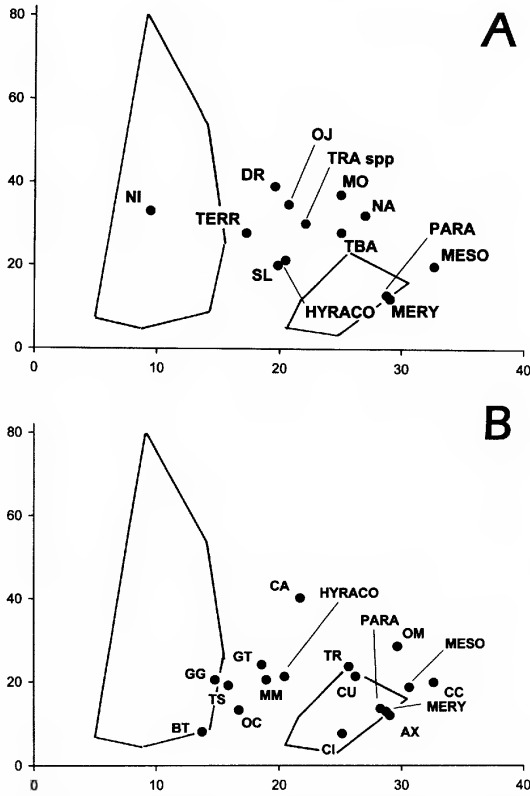 A
80
60
40
20
0
OJ
TRA spp
DR
MO
NI
NA
TERR
PARA
TBA
MESO
SL
HYRACO
MERY
0 10 20 30 40
B
80
60
40
20
0
CA
HYRACO
PARA
OM
GT
TR
MESO
GG
TS
MM
CU
CC
MERY
OC
BT
CI
AX
0 10 20 30 40